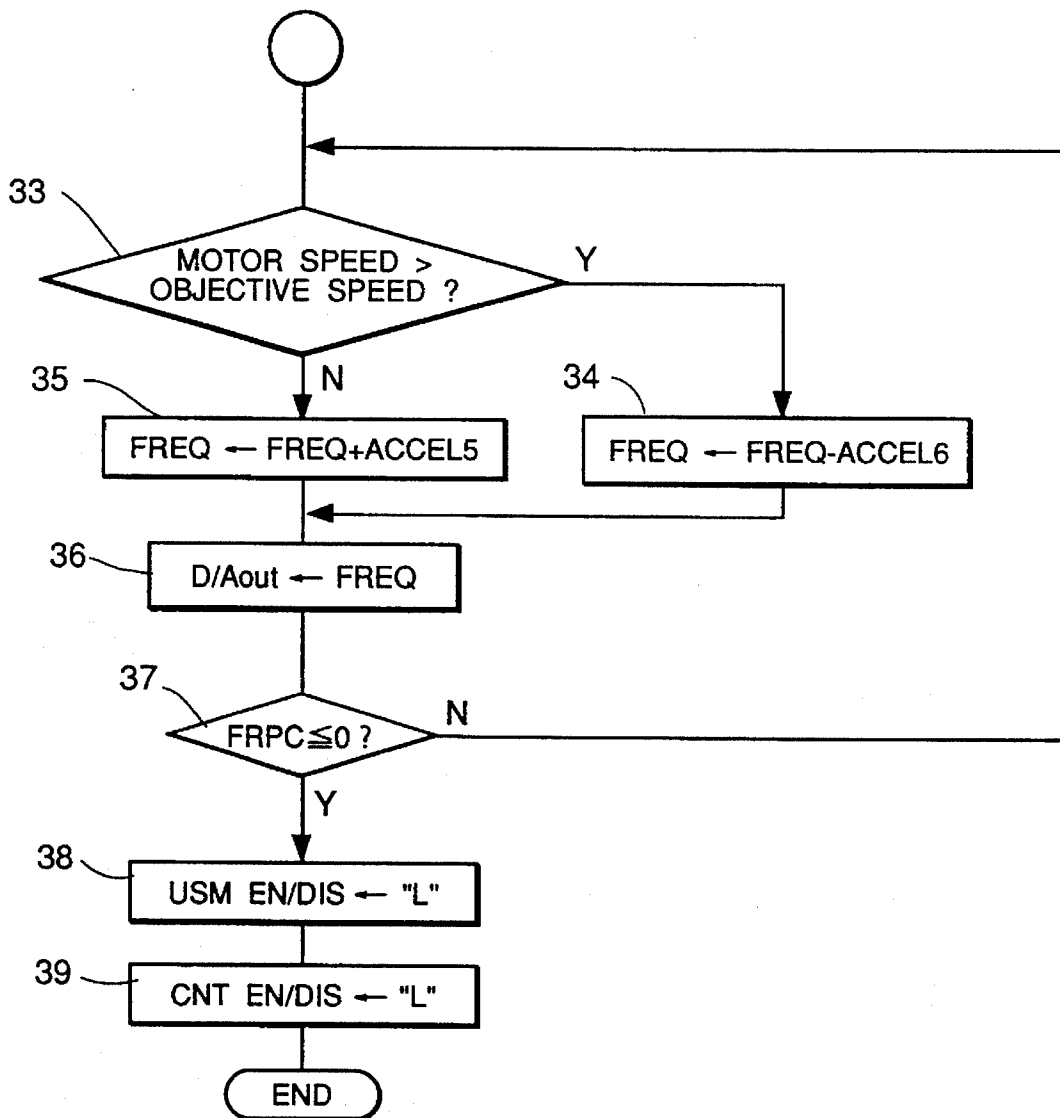 33
MOTOR SPEED >
OBJECTIVE SPEED ?
Y
N
35
FREQ ← FREQ+ACCEL5
34
FREQ ← FREQ-ACCEL6
36
D/Aout ← FREQ
37
FRPC≦0 ?
N
Y
38
USM EN/DIS ← "L"
39
CNT EN/DIS ← "L"
END